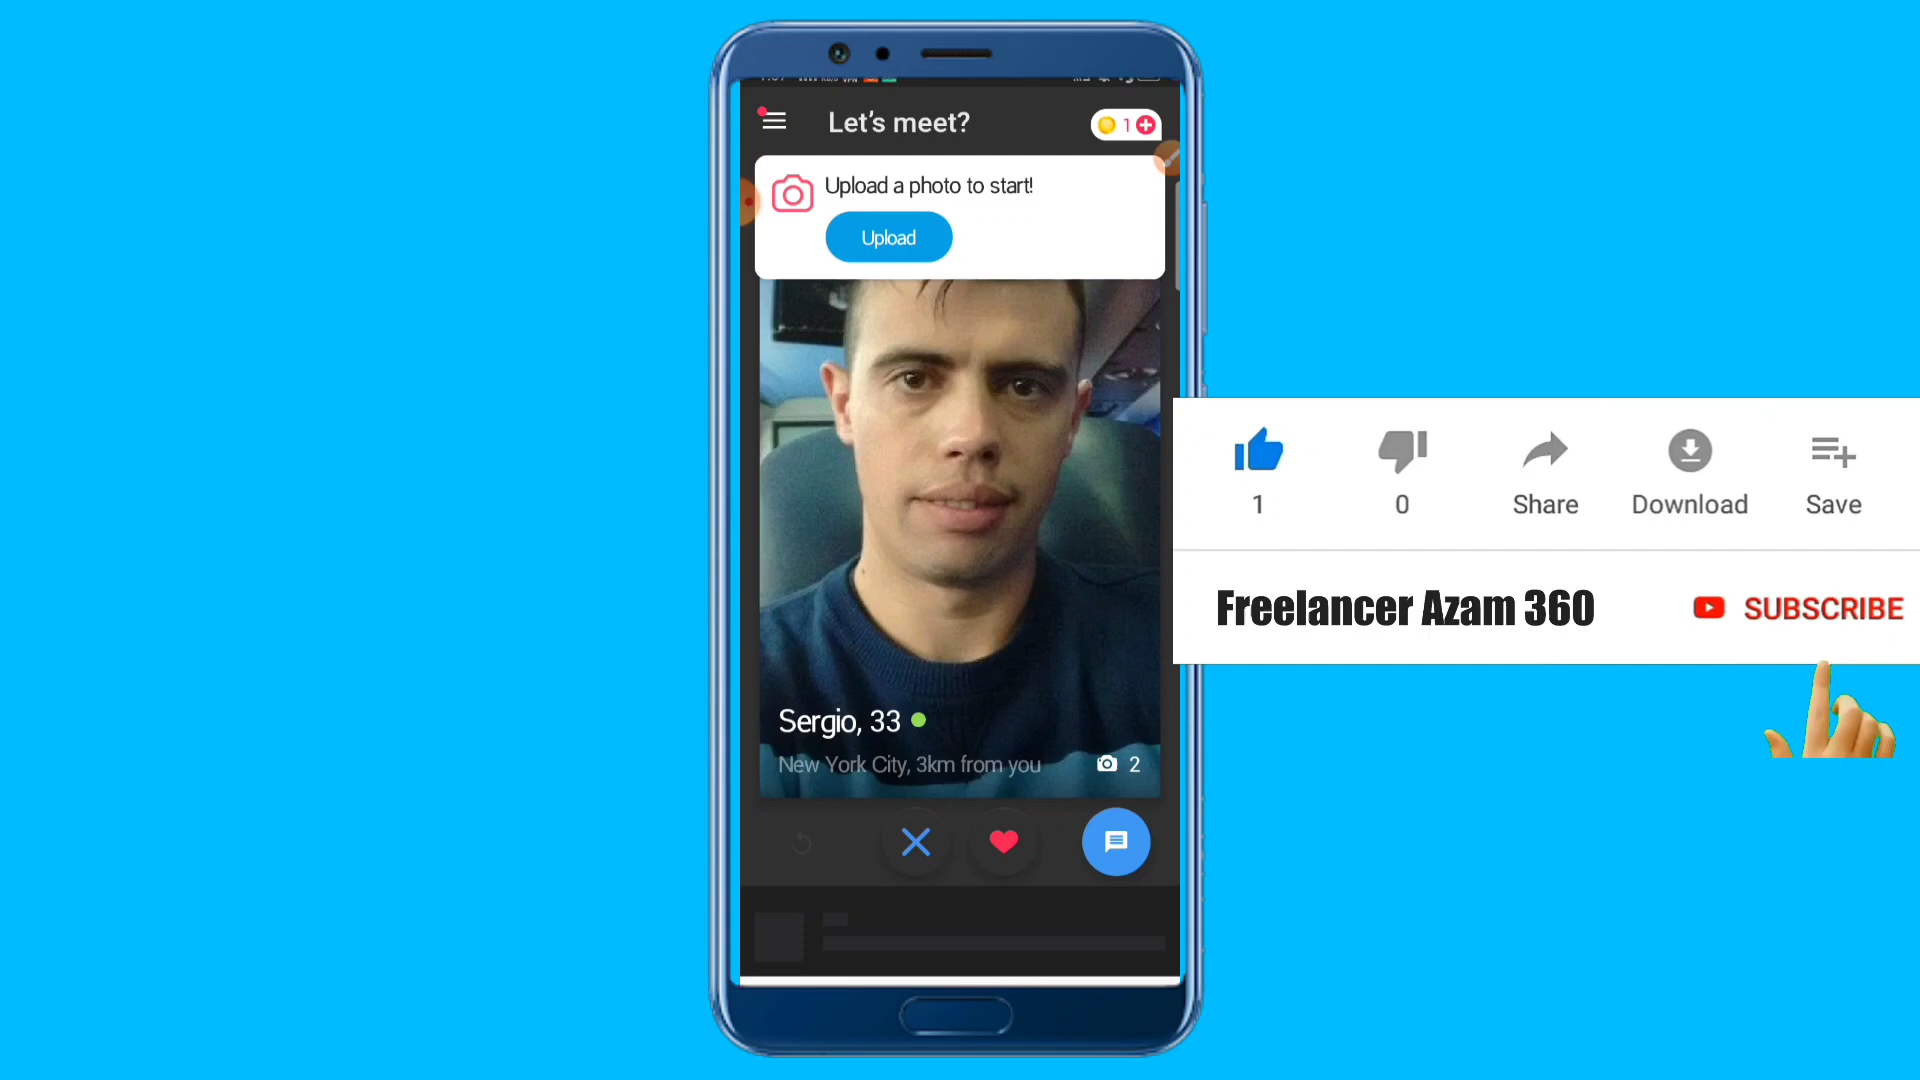 Let's meet?
1
Upload a photo to start!
Upload
Sergio, 33
New York City, 3km from you
2
1
0
Share
Download
Save
Freelancer Azam 360
SUBSCRIBE